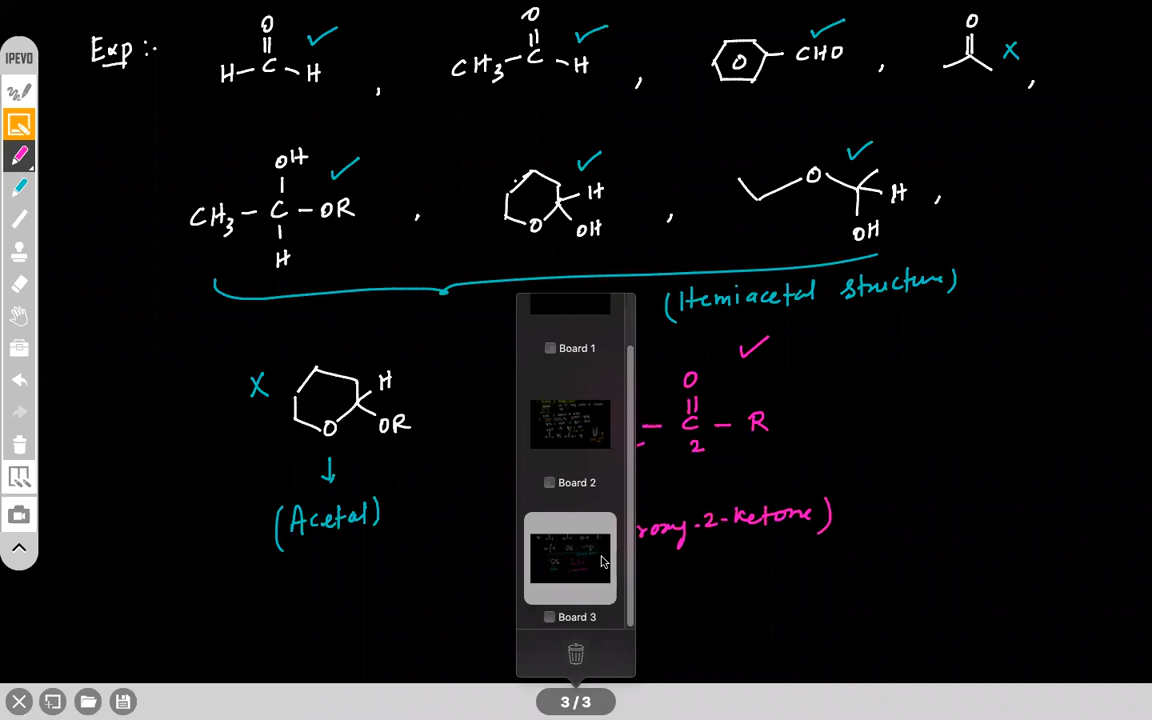 IPEVO
Exp :-
O
H-C-H ,
O
CH3-C-H ,
O
CHO ,
O
X ,
OH
CH3-C-OR ,
H
O H OH ,
O H OH ,
(Hemiacetal structure)
Board 1
X
O H OR
O
- C - R
2
Board 2
(Acetal)
roxy-2-ketone)
Board 3
3 / 3